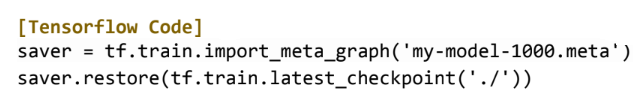 [Tensorflow Code]
saver = tf.train.import_meta_graph('my-model-1000.meta')
saver.restore(tf.train.latest_checkpoint('./'))